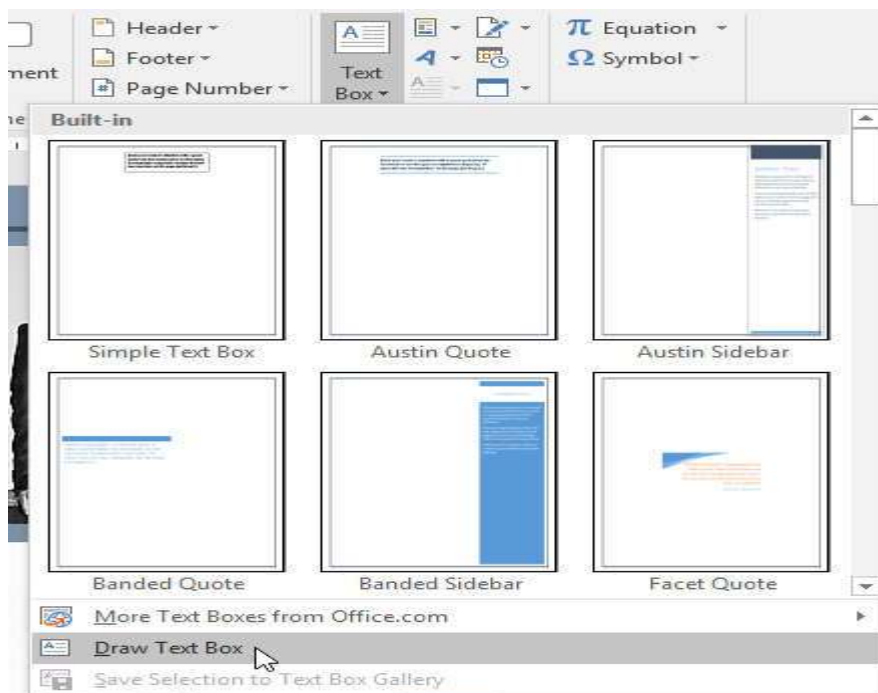 Header
Equation
Footer
Symbol
ment
Text
Box
Page Number
Built-in
Simple Text Box
Austin Quote
Austin Sidebar
Banded Quote
Banded Sidebar
Facet Quote
More Text Boxes from Office.com
Draw Text Box
Save Selection to Text Box Gallery